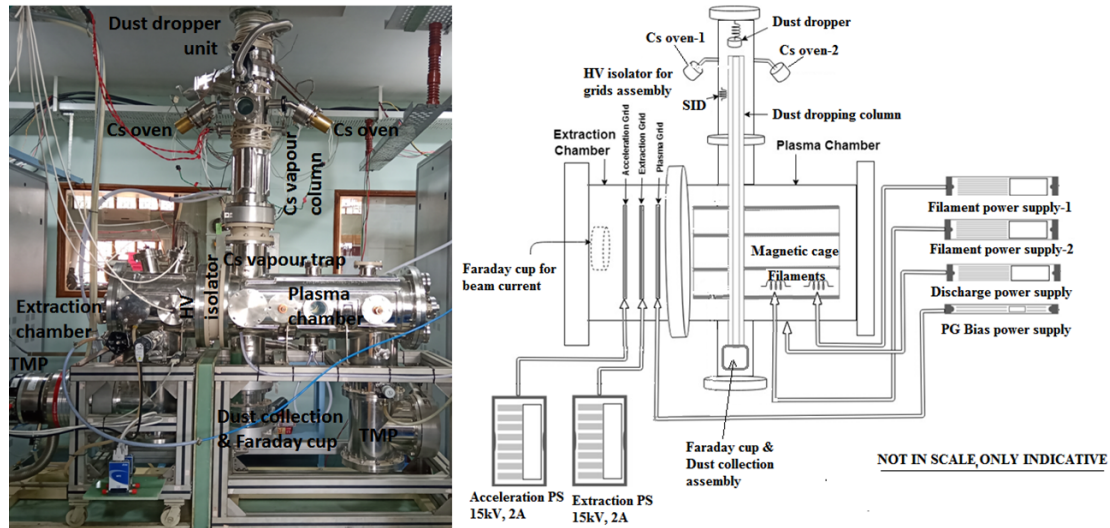 Dust dropper
unit
Cs oven
Cs oven
Cs vapour
column
Cs vapour trap
HV
isolator
Plasma
chamber
Extraction
chamber
TMP
Dust collection
& Faraday cup
TMP
Dust dropper
Cs oven-1
Cs oven-2
HV isolator for
grids assembly
SID
Dust dropping column
Extraction
Chamber
Acceleration Grid
Extraction Grid
Plasma Grid
Plasma Chamber
Magnetic cage
Filaments
Faraday cup for
beam current
Filament power supply-1
Filament power supply-2
Discharge power supply
PG Bias power supply
Faraday cup &
Dust collection
assembly
Acceleration PS
15kV, 2A
Extraction PS
15kV, 2A
NOT IN SCALE, ONLY INDICATIVE